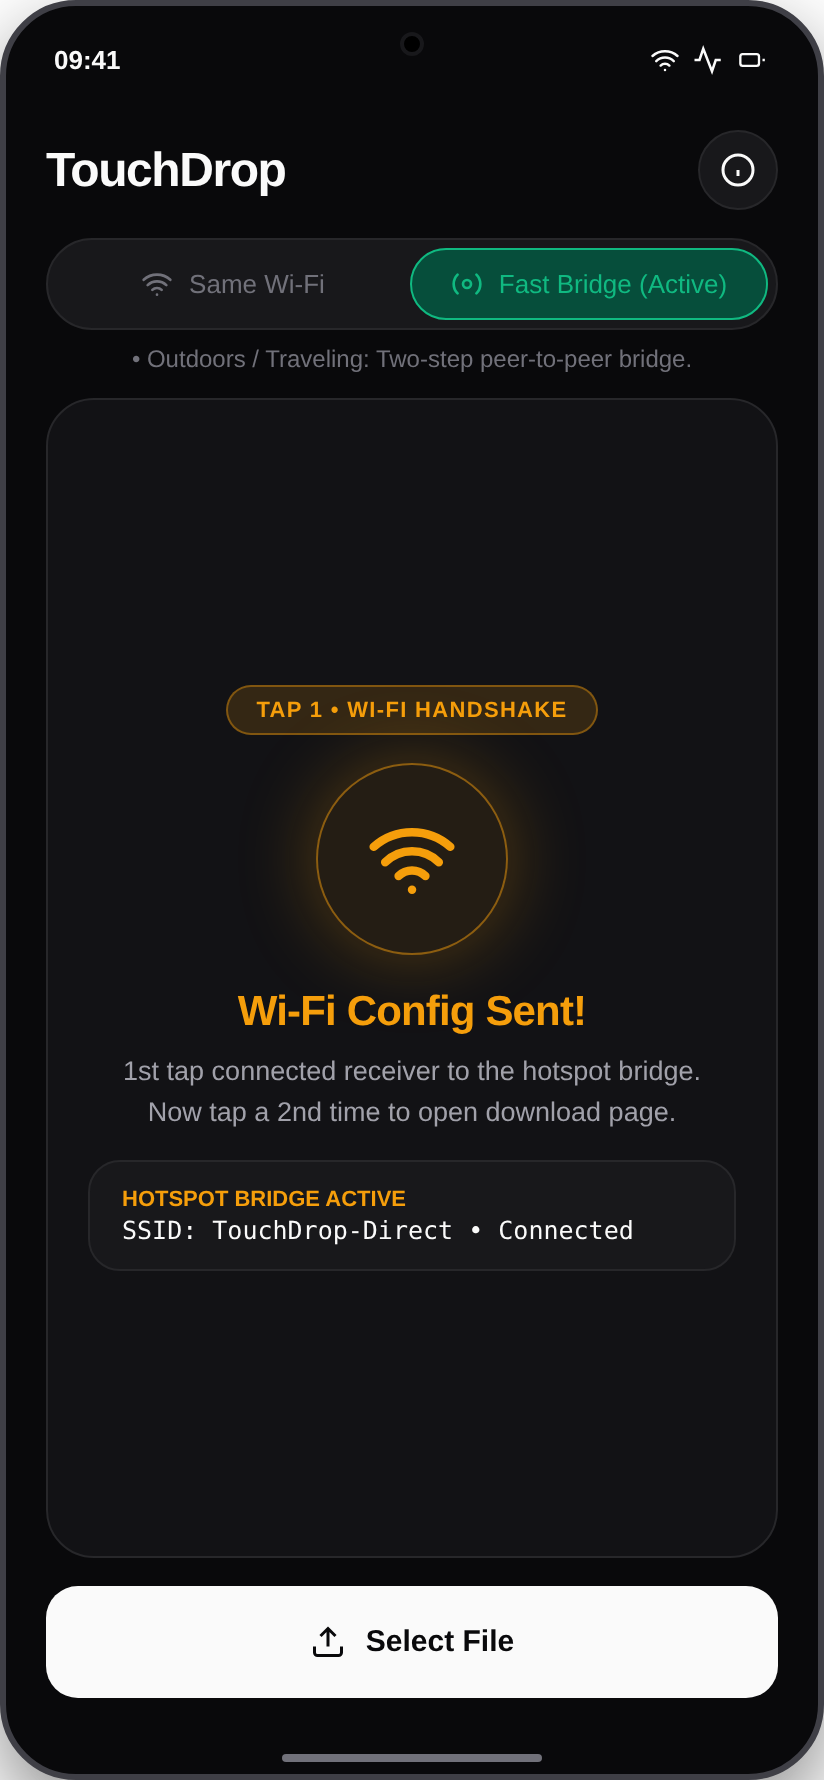 09:41
TouchDrop
Same Wi-Fi
Fast Bridge (Active)
• Outdoors / Traveling: Two-step peer-to-peer bridge.
TAP 1 • WI-FI HANDSHAKE
Wi-Fi Config Sent!
1st tap connected receiver to the hotspot bridge.
Now tap a 2nd time to open download page.
HOTSPOT BRIDGE ACTIVE
SSID: TouchDrop-Direct • Connected
Select File